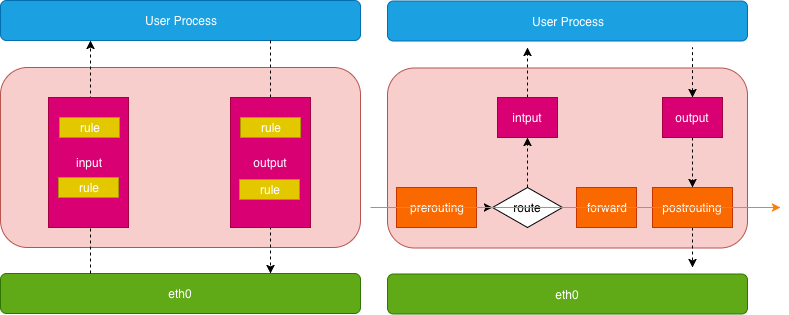 User Process
rule
input
rule
rule
output
rule
eth0
User Process
intput
output
prerouting
route
forward
postrouting
eth0